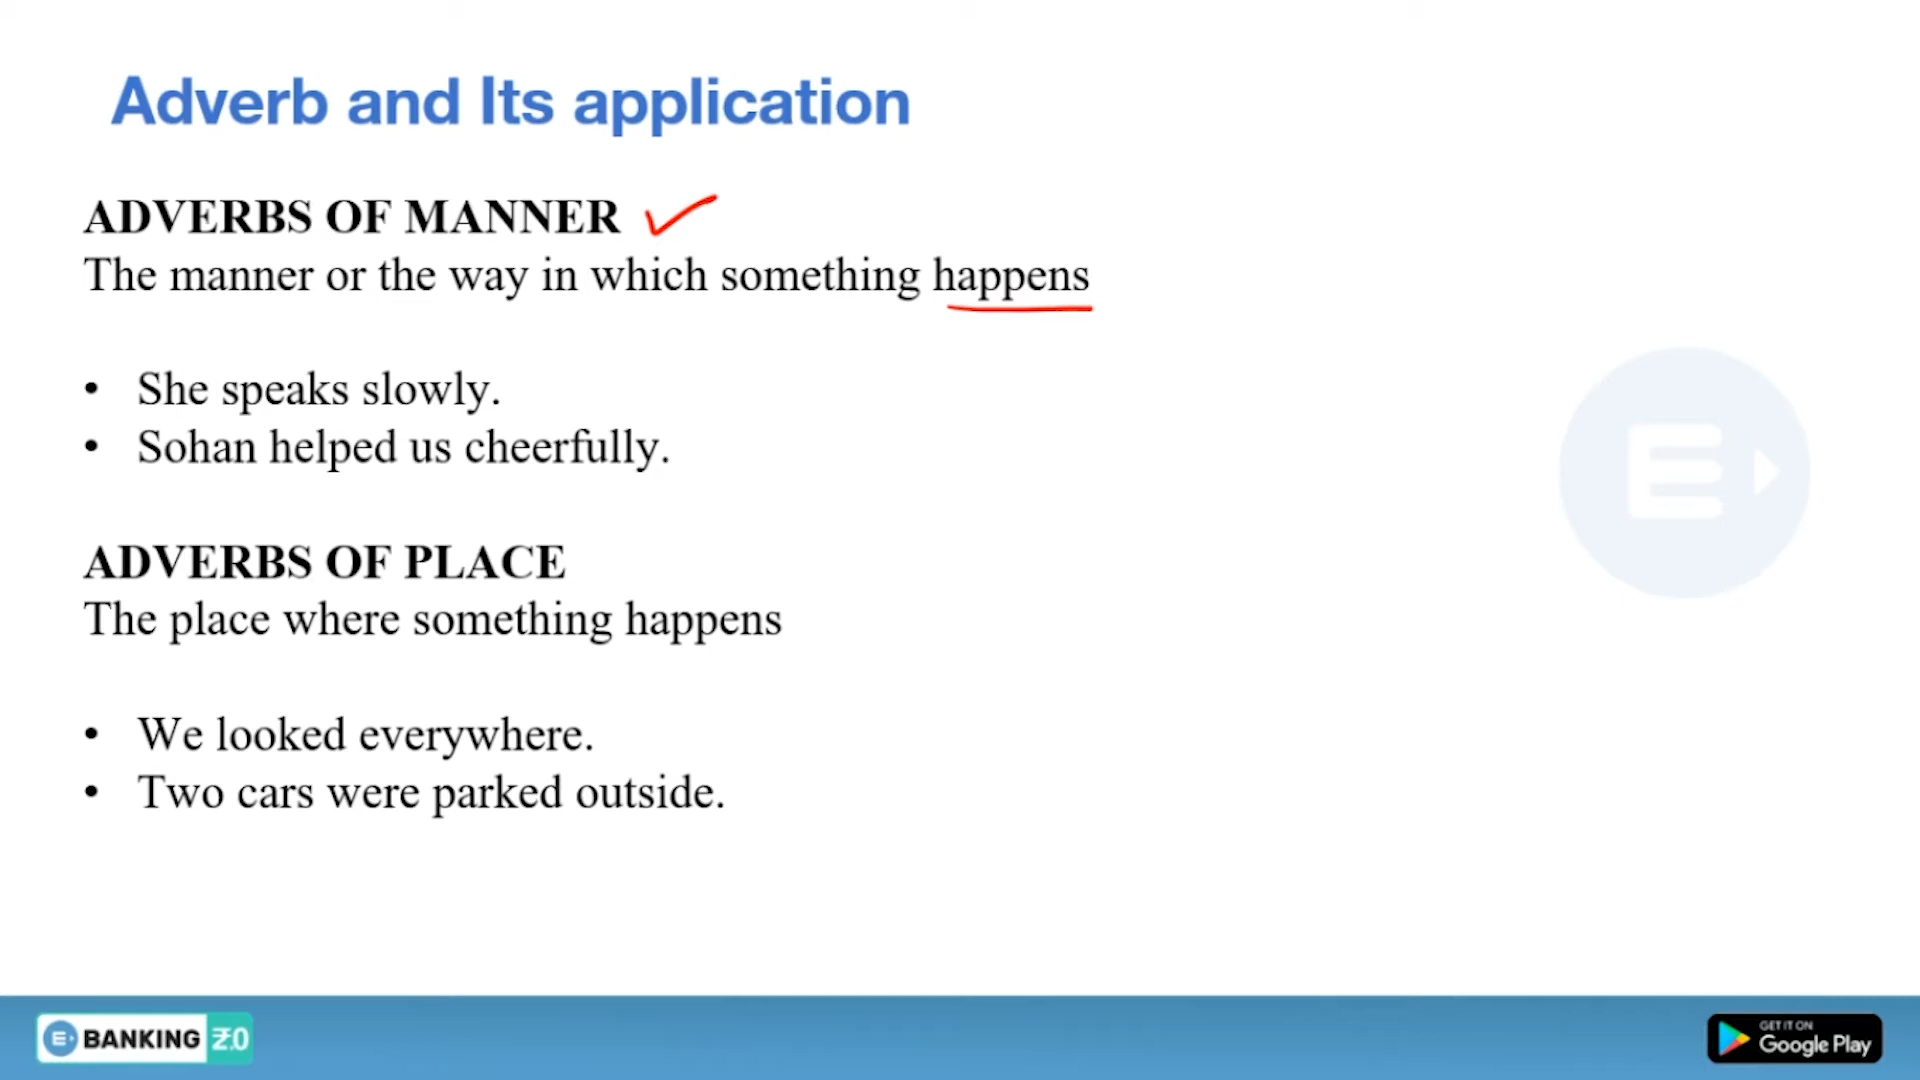 Adverb and Its application
ADVERBS OF MANNER
The manner or the way in which something happens
• She speaks slowly.
• Sohan helped us cheerfully.
ADVERBS OF PLACE
The place where something happens
• We looked everywhere.
• Two cars were parked outside.
E BANKING ₹.0
GET IT ON
Google Play